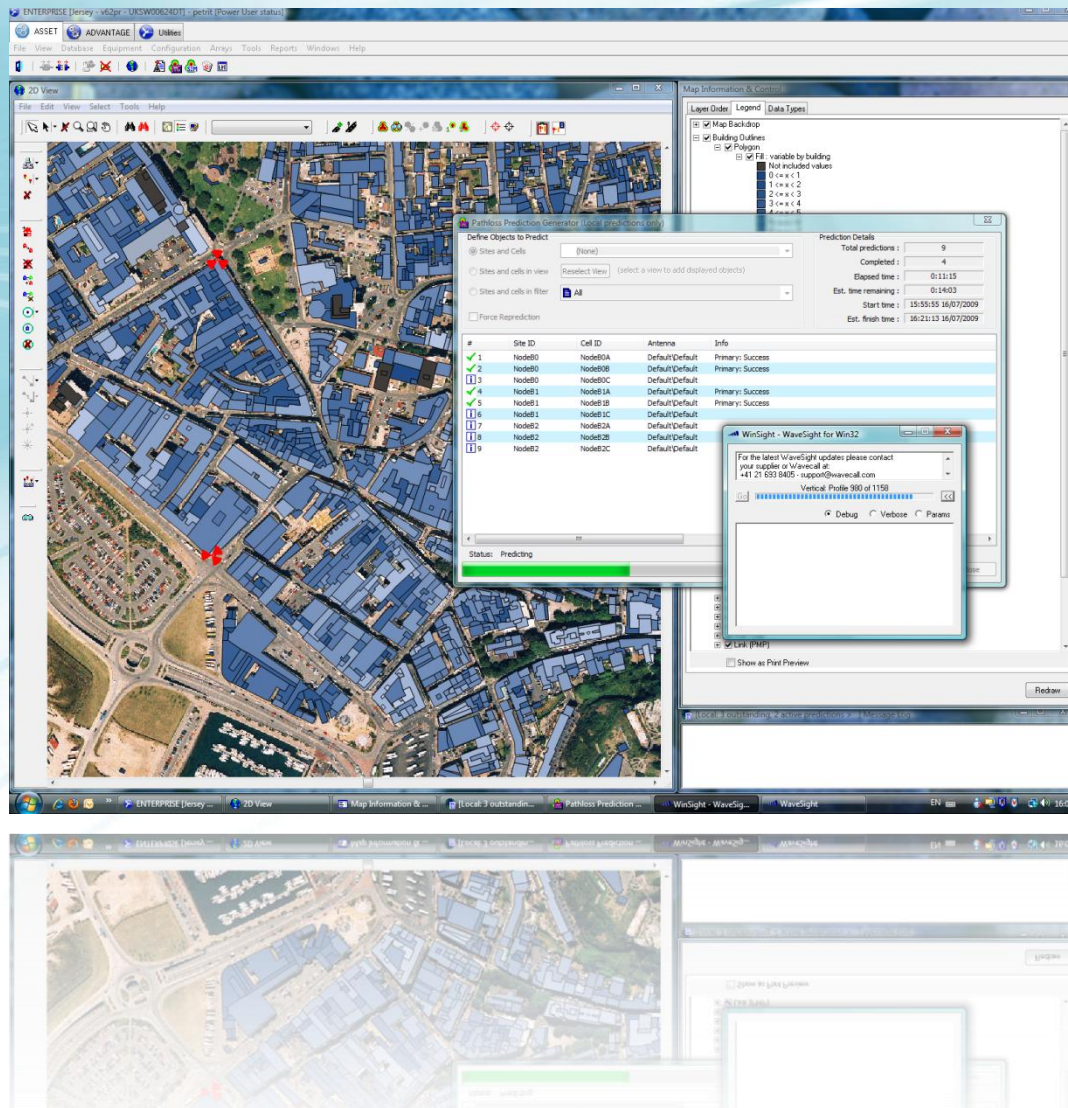 ENTERPRISE [Jersey - v62pr - UKSW00624DT] - petrit [Power User status]
ASSET ADVANTAGE Utilities
File View Database Equipment Configuration Arrays Tools Reports Windows Help
2D View
File Edit View Select Tools Help
Map Information & Control
Layer Order Legend Data Types
Map Backdrop
Building Outlines
Polygon
Fill : variable by building
Not included values
0 <= x < 1
1 <= x < 2
2 <= x < 3
3 <= x < 4
Pathloss Prediction Generator (Local predictions only)
Define Objects to Predict
Sites and Cells (None)
Sites and cells in view Reselect View (select a view to add displayed objects)
Sites and cells in filter All
Force Reprediction
Prediction Details
Total predictions : 9
Completed : 4
Elapsed time : 0:11:15
Est. time remaining : 0:14:03
Start time : 15:55:55 16/07/2009
Est. finish time : 16:21:13 16/07/2009
# Site ID Cell ID Antenna Info
1 NodeB0 NodeB0A Default\Default Primary: Success
2 NodeB0 NodeB0B Default\Default Primary: Success
3 NodeB0 NodeB0C Default\Default
4 NodeB1 NodeB1A Default\Default Primary: Success
5 NodeB1 NodeB1B Default\Default Primary: Success
6 NodeB1 NodeB1C Default\Default
7 NodeB2 NodeB2A Default\Default
8 NodeB2 NodeB2B Default\Default
9 NodeB2 NodeB2C Default\Default
Status: Predicting
WinSight - WaveSight for Win32
For the latest WaveSight updates please contact
your supplier or Wavecall at:
+41 21 693 8405 - support@wavecall.com
Vertical: Profile 980 of 1158
Go <<
Debug Verbose Params
Link (PMP)
Show as Print Preview
Redraw
[Local: 3 outstanding, 2 active predictions > ] Message Log
ENTERPRISE [Jersey ... 2D View Map Information & ... [Local: 3 outstandin... Pathloss Prediction ... WinSight - WaveSig... WaveSight EN